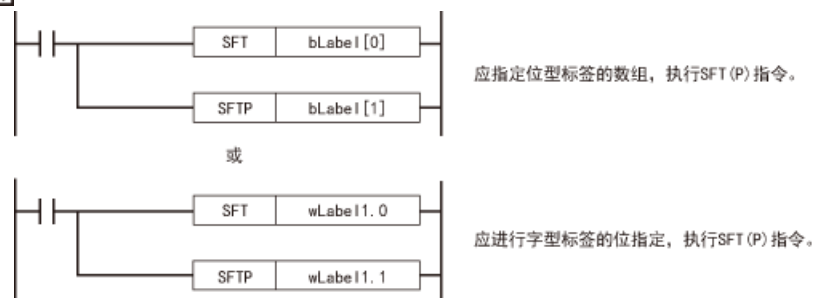 SFT bLabel[0]
应指定位型标签的数组，执行SFT(P)指令。
SFTP bLabel[1]
或
SFT wLabel1.0
应进行字型标签的位指定，执行SFT(P)指令。
SFTP wLabel1.1